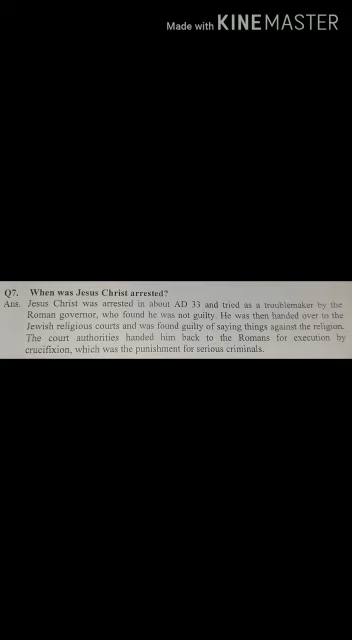 Made with KINEMASTER
Q7. When was Jesus Christ arrested?
Ans. Jesus Christ was arrested in about AD 33 and tried as a troublemaker by the
Roman governor, who found he was not guilty. He was then handed over to the
Jewish religious courts and was found guilty of saying things against the religion.
The court authorities handed him back to the Romans for execution by
crucifixion, which was the punishment for serious criminals.